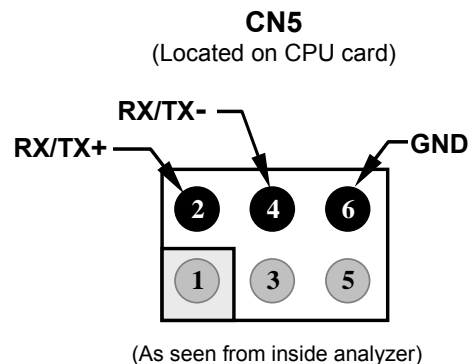 CN5
(Located on CPU card)
RX/TX-
RX/TX+
GND
2 4 6
1 3 5
(As seen from inside analyzer)